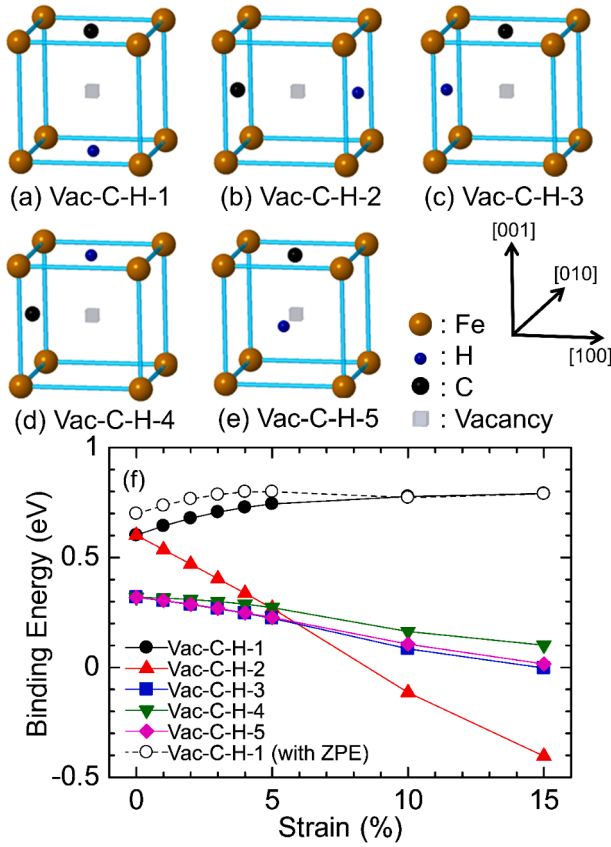 (a) Vac-C-H-1
(b) Vac-C-H-2
(c) Vac-C-H-3
(d) Vac-C-H-4
(e) Vac-C-H-5
[001]
[010]
[100]
: Fe
: H
: C
: Vacancy
(f)
Binding Energy (eV)
1
0.5
0
-0.5
Vac-C-H-1
Vac-C-H-2
Vac-C-H-3
Vac-C-H-4
Vac-C-H-5
Vac-C-H-1 (with ZPE)
0 5 10 15
Strain (%)